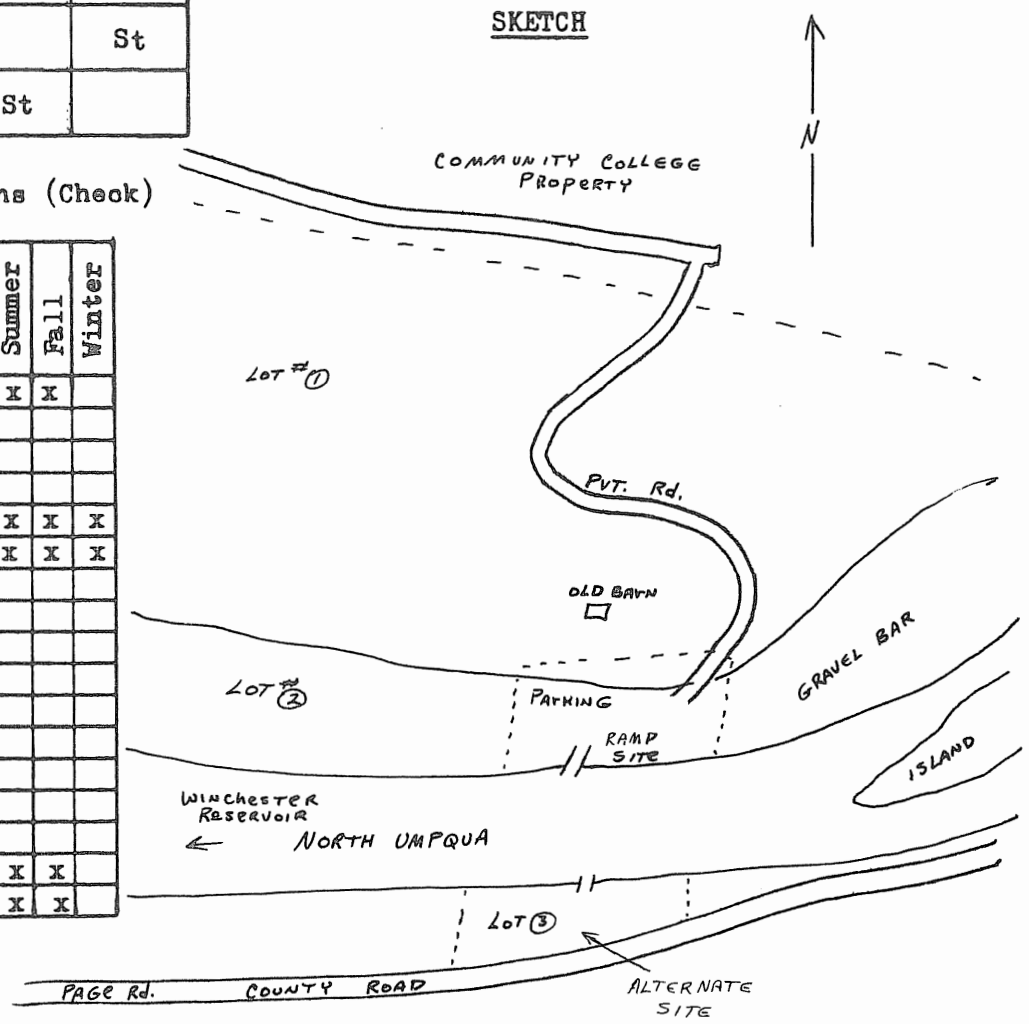 SKETCH
St
St
N
COMMUNITY COLLEGE
PROPERTY
ns (Check)
Summer
Fall
Winter
X X
LOT #1
X X X
X X X
PVT. Rd.
OLD BARN
LOT #2
PARKING
RAMP
SITE
GRAVEL BAR
ISLAND
WINCHESTER
RESERVOIR
← NORTH UMPQUA
X X
X X
LOT 3
PAGE Rd. COUNTY ROAD
ALTERNATE
SITE